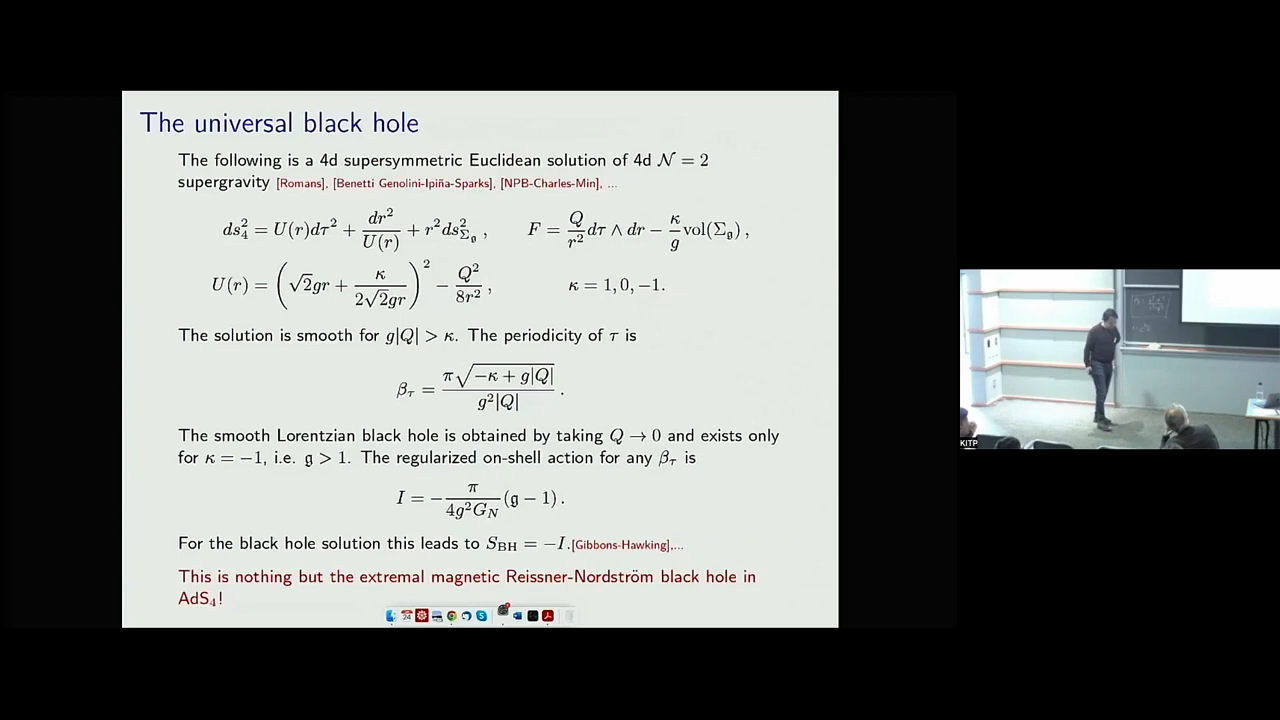 The universal black hole
The following is a 4d supersymmetric Euclidean solution of 4d 𝒩 = 2
supergravity [Romans], [Benetti Genolini-Ipiña-Sparks], [NPB-Charles-Min], ...
ds₄² = U(r)dτ² + dr²/U(r) + r²ds²_{Σ_𝔤} , F = Q/r² dτ ∧ dr − κ/g vol(Σ_𝔤) ,
U(r) = (√2gr + κ/(2√2gr))² − Q²/(8r²) , κ = 1, 0, −1.
The solution is smooth for g|Q| > κ. The periodicity of τ is
β_τ = π√(−κ + g|Q|)/(g²|Q|) .
The smooth Lorentzian black hole is obtained by taking Q → 0 and exists only
for κ = −1, i.e. 𝔤 > 1. The regularized on-shell action for any β_τ is
I = −π/(4g²G_N) (𝔤 − 1) .
For the black hole solution this leads to S_BH = −I.[Gibbons-Hawking],...
This is nothing but the extremal magnetic Reissner-Nordström black hole in
AdS₄!
KITP